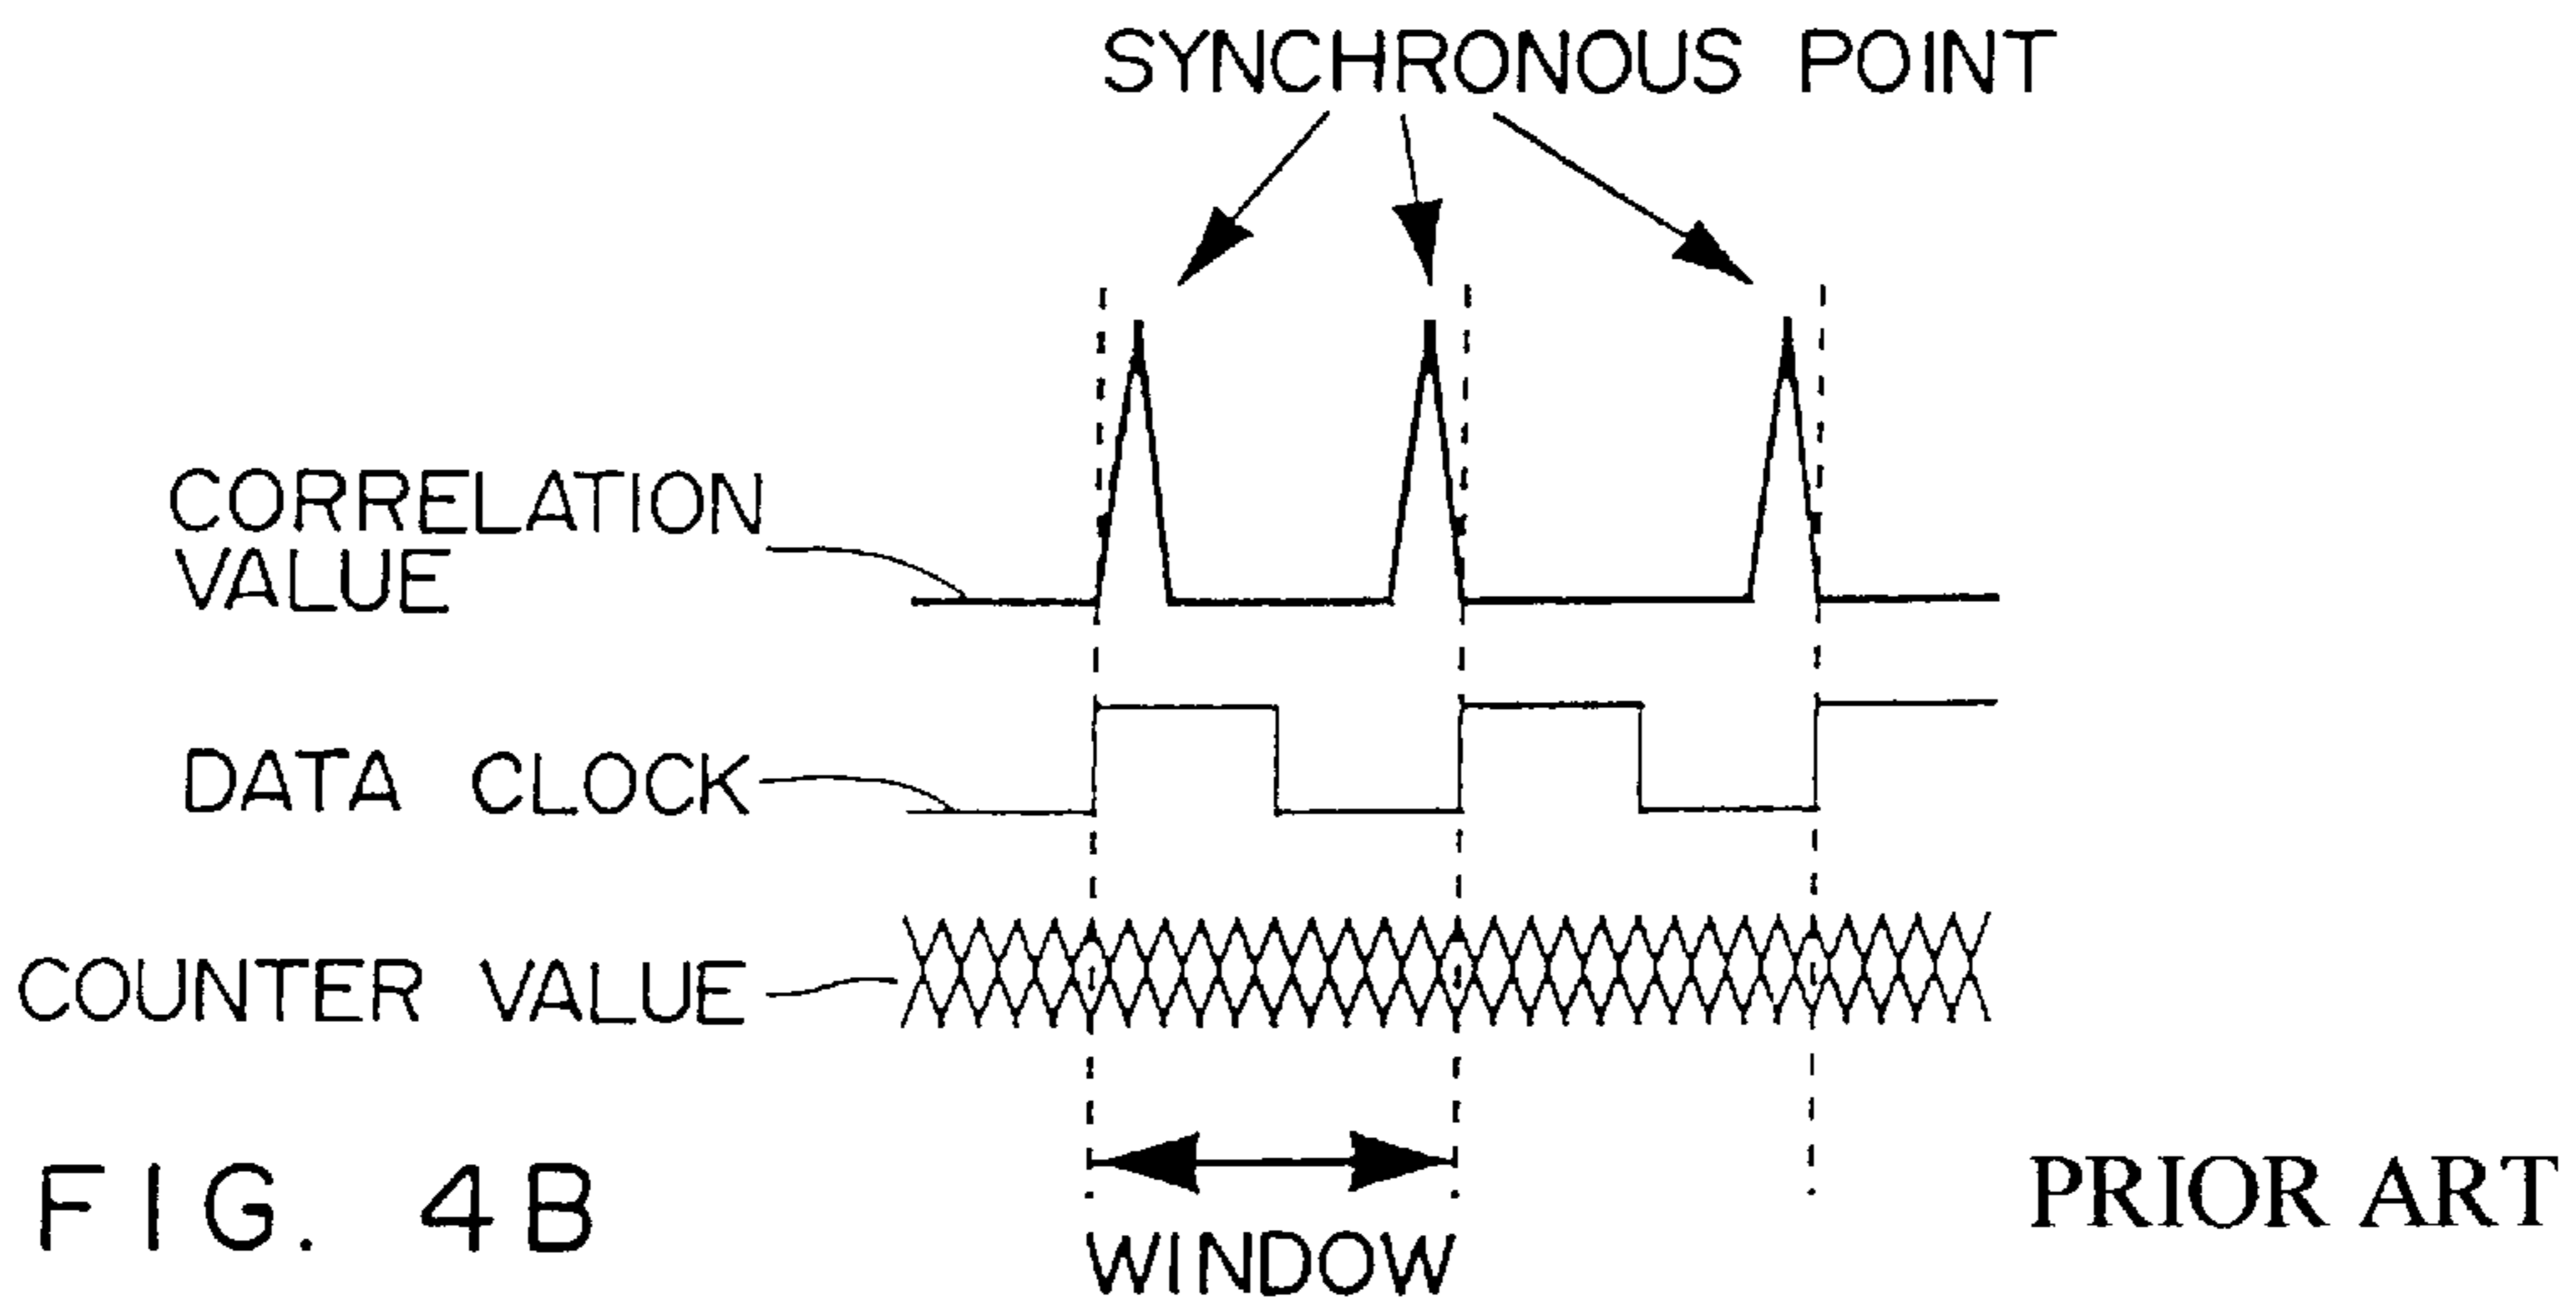 SYNCHRONOUS POINT
CORRELATION
VALUE
DATA CLOCK
COUNTER VALUE
WINDOW
FIG. 4B
PRIOR ART